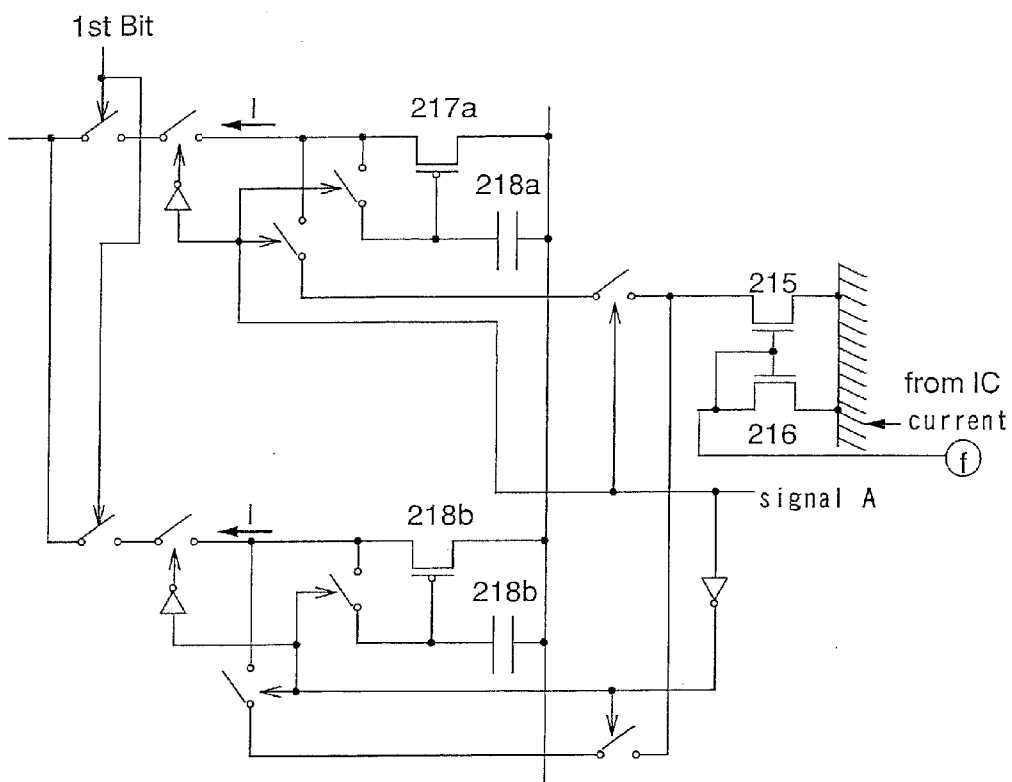 1st Bit
I
217a
218a
215
from IC
current
216
f
signal A
I
218b
218b